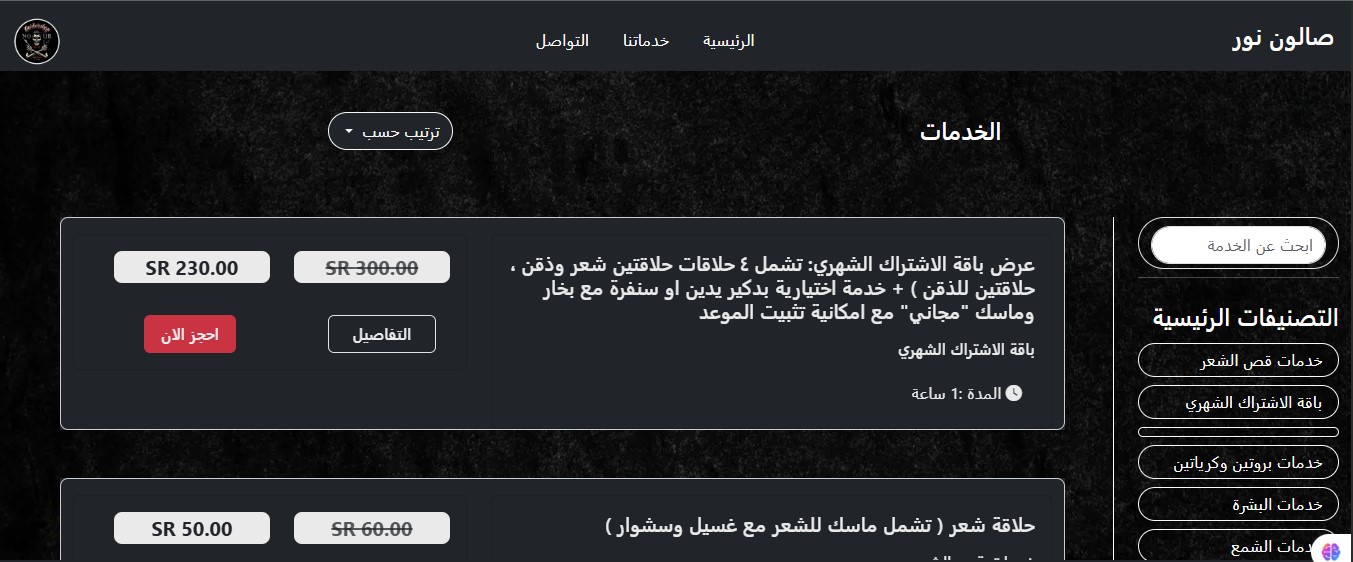 صالون نور
الرئيسية
خدماتنا
التواصل
الخدمات
ترتيب حسب
ابحث عن الخدمة
التصنيفات الرئيسية
خدمات قص الشعر
باقة الاشتراك الشهري
خدمات بروتين وكرياتين
خدمات البشرة
خدمات الشمع
عرض باقة الاشتراك الشهري: تشمل ٤ حلاقات حلاقتين شعر وذقن ،
حلاقتين للذقن ) + خدمة اختيارية بدكير يدين او سنفرة مع بخار
وماسك "مجاني" مع امكانية تثبيت الموعد
باقة الاشتراك الشهري
المدة :1 ساعة
SR 300.00
SR 230.00
التفاصيل
احجز الان
حلاقة شعر ( تشمل ماسك للشعر مع غسيل وسشوار )
SR 60.00
SR 50.00